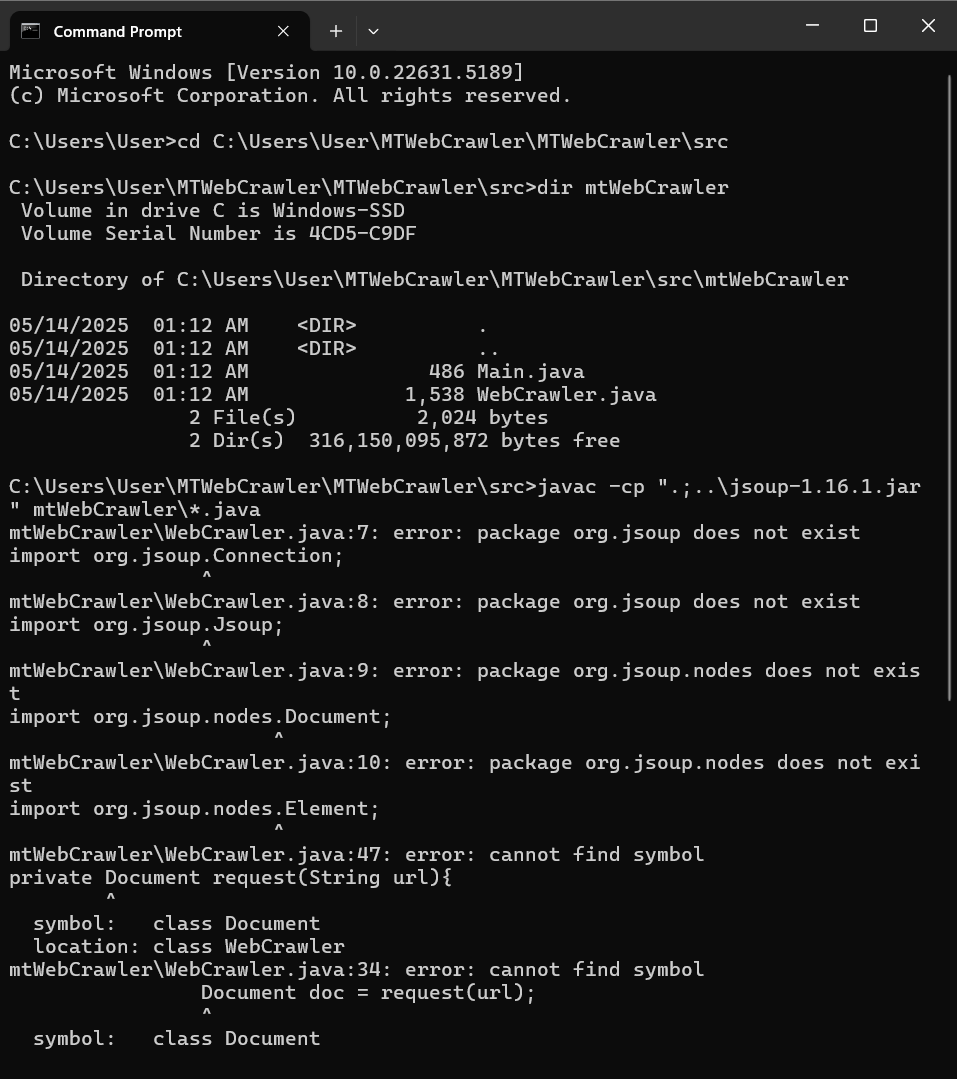 Command Prompt
Microsoft Windows [Version 10.0.22631.5189]
(c) Microsoft Corporation. All rights reserved.
C:\Users\User>cd C:\Users\User\MTWebCrawler\MTWebCrawler\src
C:\Users\User\MTWebCrawler\MTWebCrawler\src>dir mtWebCrawler
 Volume in drive C is Windows-SSD
 Volume Serial Number is 4CD5-C9DF
 Directory of C:\Users\User\MTWebCrawler\MTWebCrawler\src\mtWebCrawler
05/14/2025  01:12 AM    <DIR>          .
05/14/2025  01:12 AM    <DIR>          ..
05/14/2025  01:12 AM               486 Main.java
05/14/2025  01:12 AM             1,538 WebCrawler.java
               2 File(s)          2,024 bytes
               2 Dir(s)  316,150,095,872 bytes free
C:\Users\User\MTWebCrawler\MTWebCrawler\src>javac -cp ".;..\jsoup-1.16.1.jar
" mtWebCrawler\*.java
mtWebCrawler\WebCrawler.java:7: error: package org.jsoup does not exist
import org.jsoup.Connection;
                ^
mtWebCrawler\WebCrawler.java:8: error: package org.jsoup does not exist
import org.jsoup.Jsoup;
                ^
mtWebCrawler\WebCrawler.java:9: error: package org.jsoup.nodes does not exis
t
import org.jsoup.nodes.Document;
                      ^
mtWebCrawler\WebCrawler.java:10: error: package org.jsoup.nodes does not exi
st
import org.jsoup.nodes.Element;
                      ^
mtWebCrawler\WebCrawler.java:47: error: cannot find symbol
private Document request(String url){
        ^
  symbol:   class Document
  location: class WebCrawler
mtWebCrawler\WebCrawler.java:34: error: cannot find symbol
                Document doc = request(url);
                ^
  symbol:   class Document